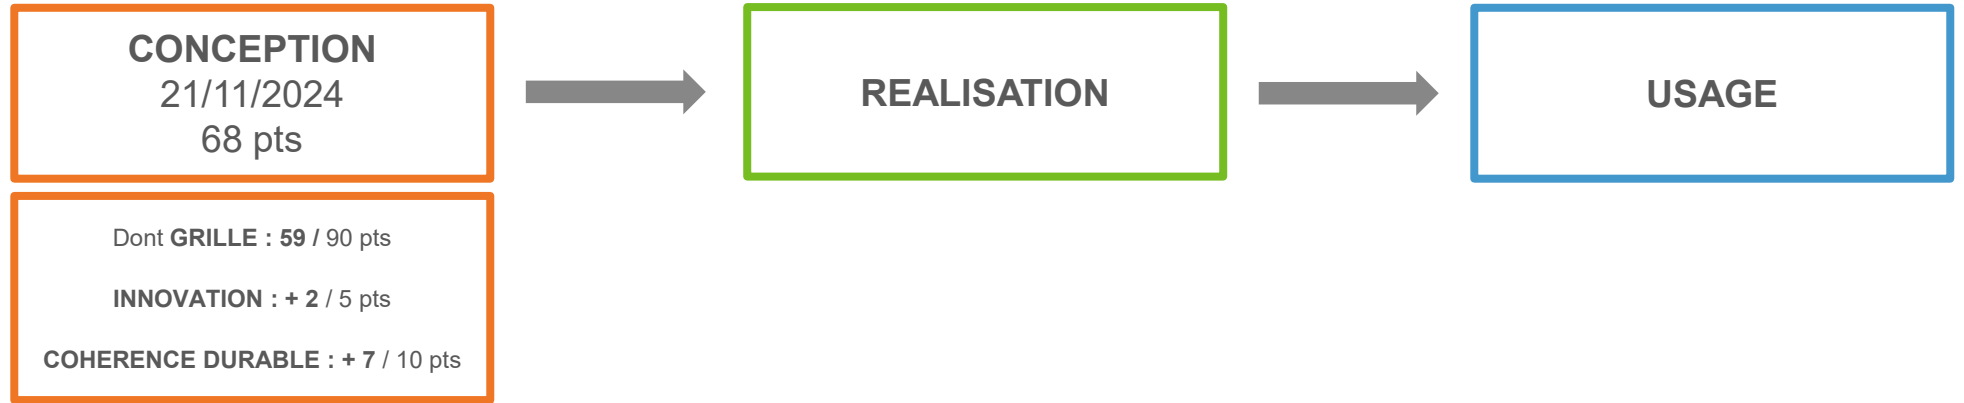 CONCEPTION
21/11/2024
68 pts
REALISATION
USAGE
Dont GRILLE : 59 / 90 pts
INNOVATION : + 2 / 5 pts
COHERENCE DURABLE : + 7 / 10 pts